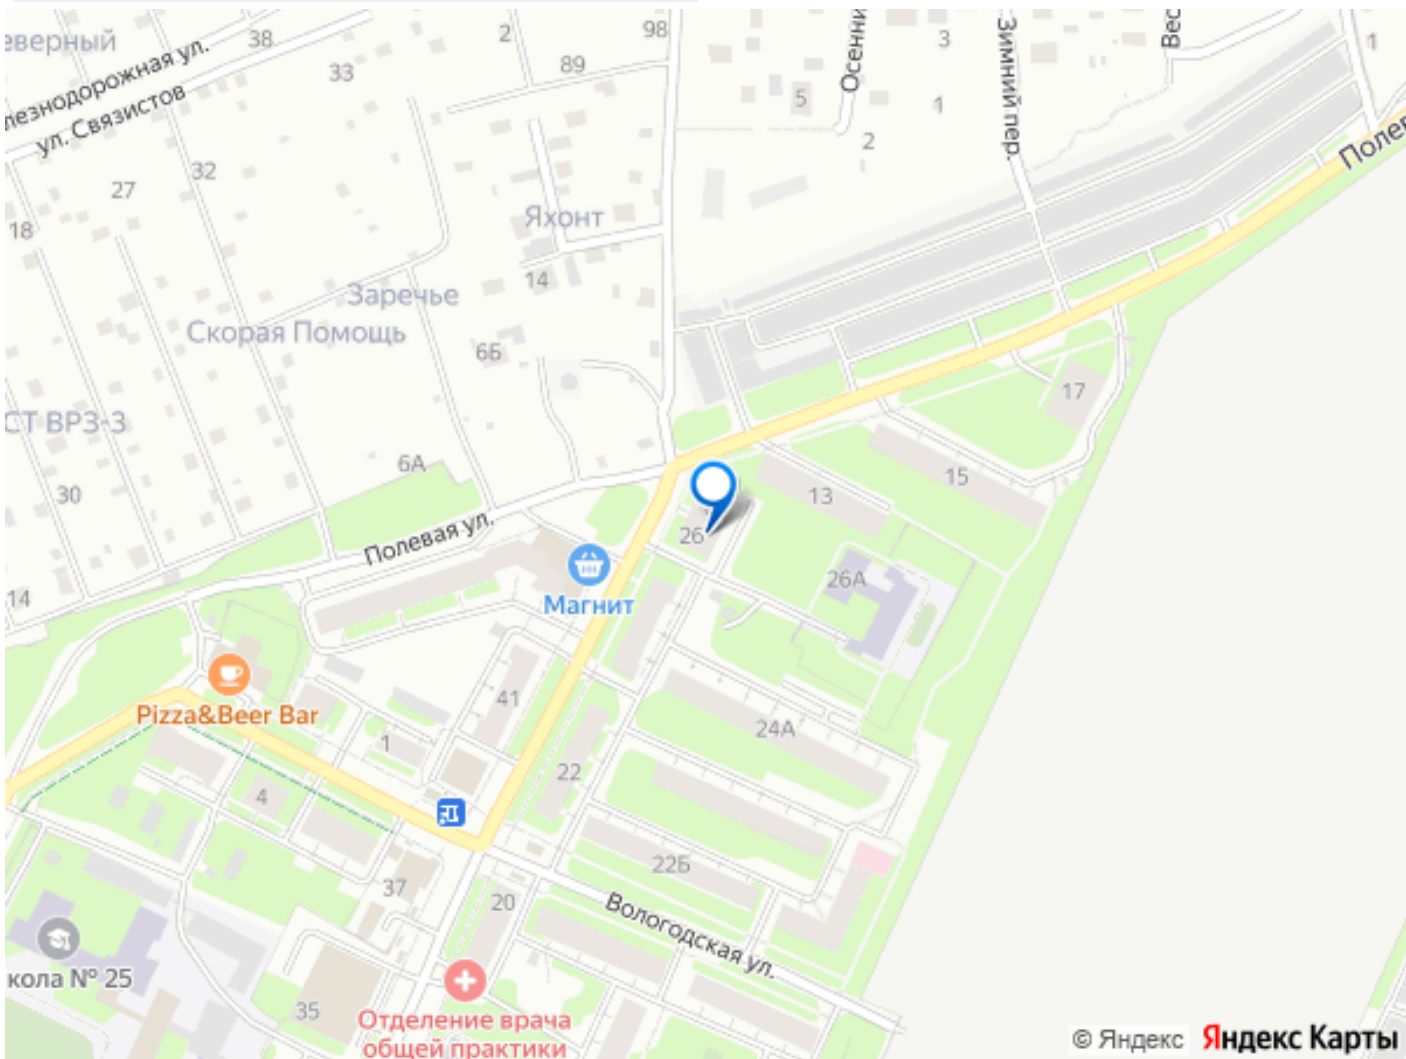 еверный
38
2
98
Осенни
3
Зимний пер.
Вес
1
лезнодорожная ул.
33
89
5
1
ул. Связистов
2
Полев
32
27
18
Яхонт
14
Заречье
Скорая Помощь
6Б
17
СТ ВРЗ-3
6А
15
30
13
Полевая ул.
26
14
Магнит
26А
Pizza&Beer Bar
41
24А
1
22
4
22Б
37
20
Вологодская ул.
кола № 25
35
Отделение врача
общей практики
© Яндекс Яндекс Карты